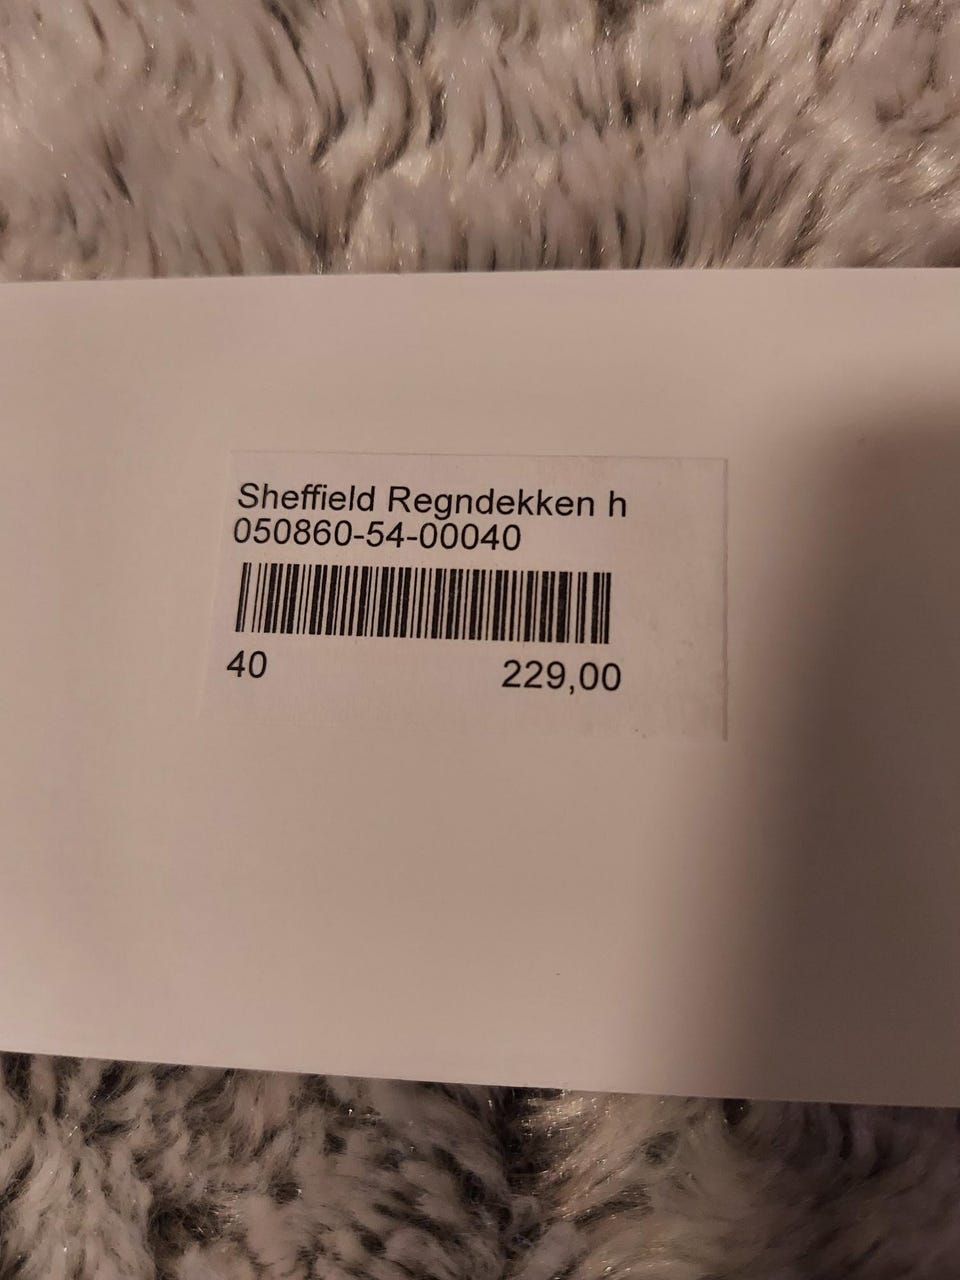 Sheffield Regndekken h
050860-54-00040
40 229,00